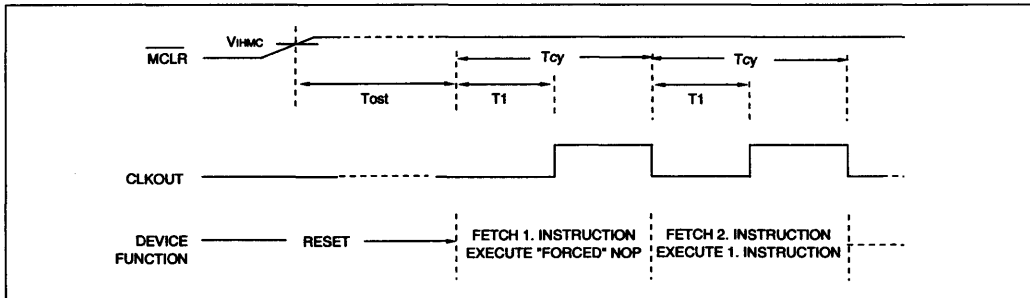 VIHMC
MCLR
Tcy Tcy
Tost T1 T1
CLKOUT
DEVICE FUNCTION RESET
FETCH 1. INSTRUCTION
EXECUTE "FORCED" NOP
FETCH 2. INSTRUCTION
EXECUTE 1. INSTRUCTION